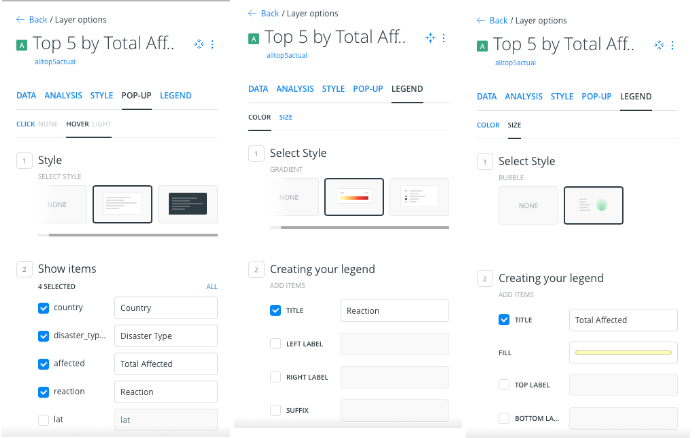 ← Back / Layer options
A Top 5 by Total Aff..
alltop5actual
DATA ANALYSIS STYLE POP-UP LEGEND
CLICK NONE HOVER LIGHT
1 Style
SELECT STYLE
NONE
2 Show items
4 SELECTED ALL
country Country
disaster_typ... Disaster Type
affected Total Affected
reaction Reaction
lat lat
← Back / Layer options
A Top 5 by Total Aff..
alltop5actual
DATA ANALYSIS STYLE POP-UP LEGEND
COLOR SIZE
1 Select Style
GRADIENT
NONE
2 Creating your legend
ADD ITEMS
TITLE Reaction
LEFT LABEL
RIGHT LABEL
SUFFIX
← Back / Layer options
A Top 5 by Total Aff..
alltop5actual
DATA ANALYSIS STYLE POP-UP LEGEND
COLOR SIZE
1 Select Style
BUBBLE
NONE
2 Creating your legend
ADD ITEMS
TITLE Total Affected
FILL
TOP LABEL
BOTTOM LA...